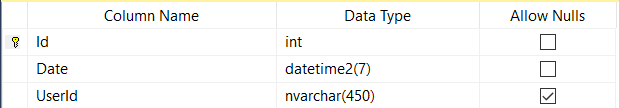 Column Name Data Type Allow Nulls
Id int
Date datetime2(7)
UserId nvarchar(450)